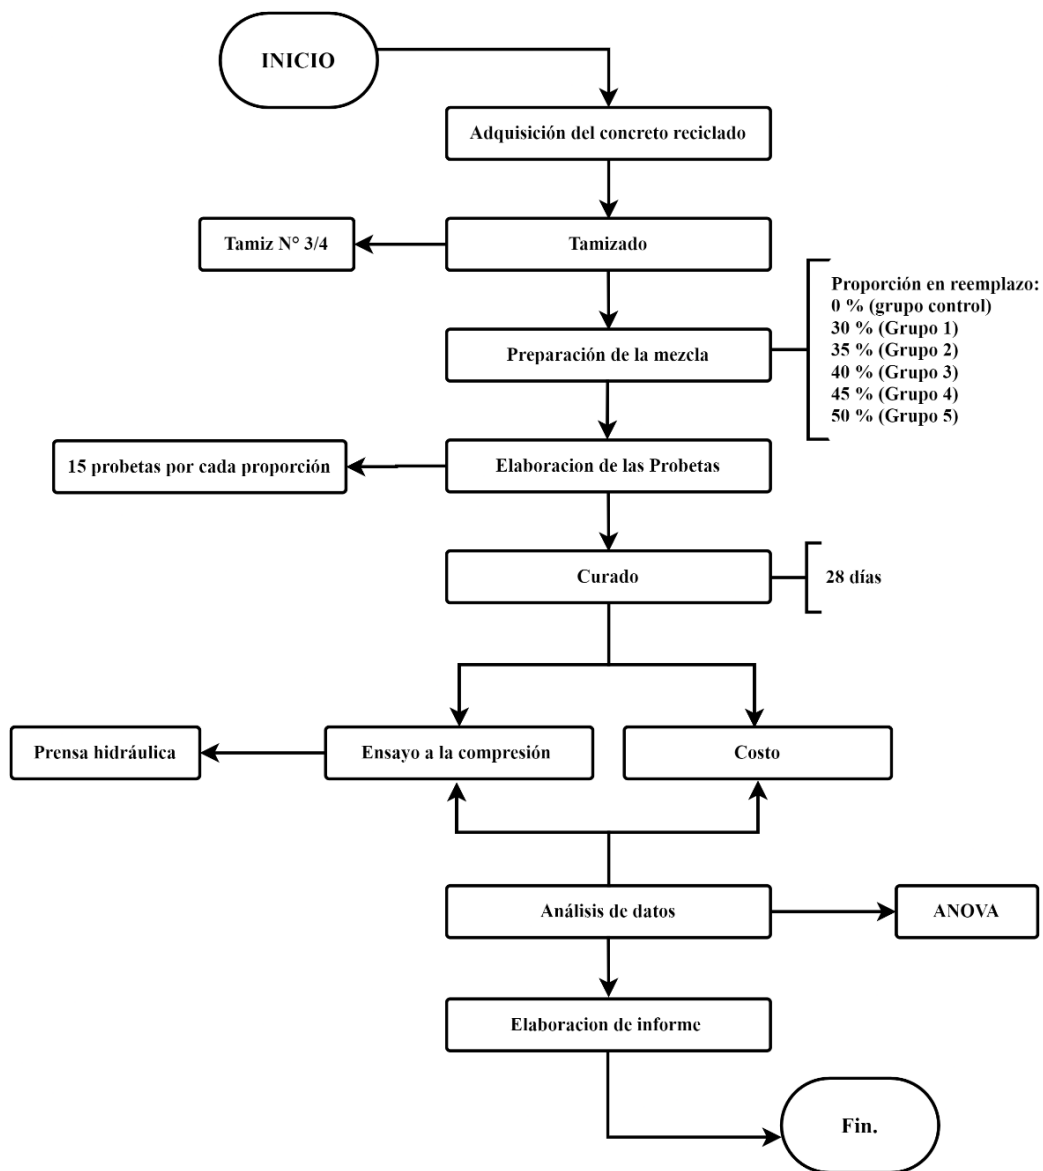 INICIO
Adquisición del concreto reciclado
Tamiz N° 3/4
Tamizado
Proporción en reemplazo:
0 % (grupo control)
30 % (Grupo 1)
35 % (Grupo 2)
40 % (Grupo 3)
45 % (Grupo 4)
50 % (Grupo 5)
Preparación de la mezcla
15 probetas por cada proporción
Elaboracion de las Probetas
Curado
28 días
Prensa hidráulica
Ensayo a la compresión
Costo
Análisis de datos
ANOVA
Elaboracion de informe
Fin.